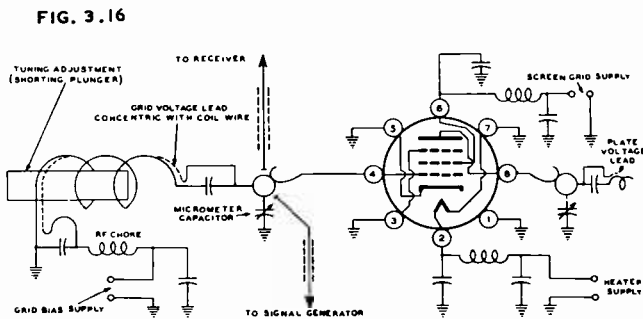 FIG. 3.16
TUNING ADJUSTMENT
(SHORTING PLUNGER)
TO RECEIVER
GRID VOLTAGE LEAD
CONCENTRIC WITH COIL WIRE
SCREEN GRID SUPPLY
PLATE
VOLTAGE
LEAD
6
5
7
4
8
3
1
2
MICROMETER
CAPACITOR
RF CHOKE
GRID BIAS SUPPLY
TO SIGNAL GENERATOR
HEATER
SUPPLY